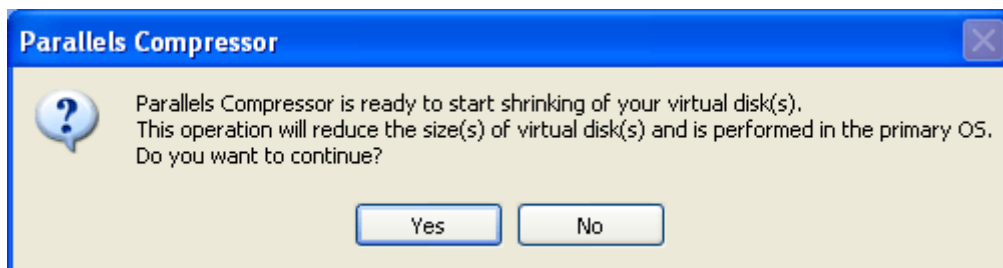 Parallels Compressor
Parallels Compressor is ready to start shrinking of your virtual disk(s).
This operation will reduce the size(s) of virtual disk(s) and is performed in the primary OS.
Do you want to continue?
Yes No